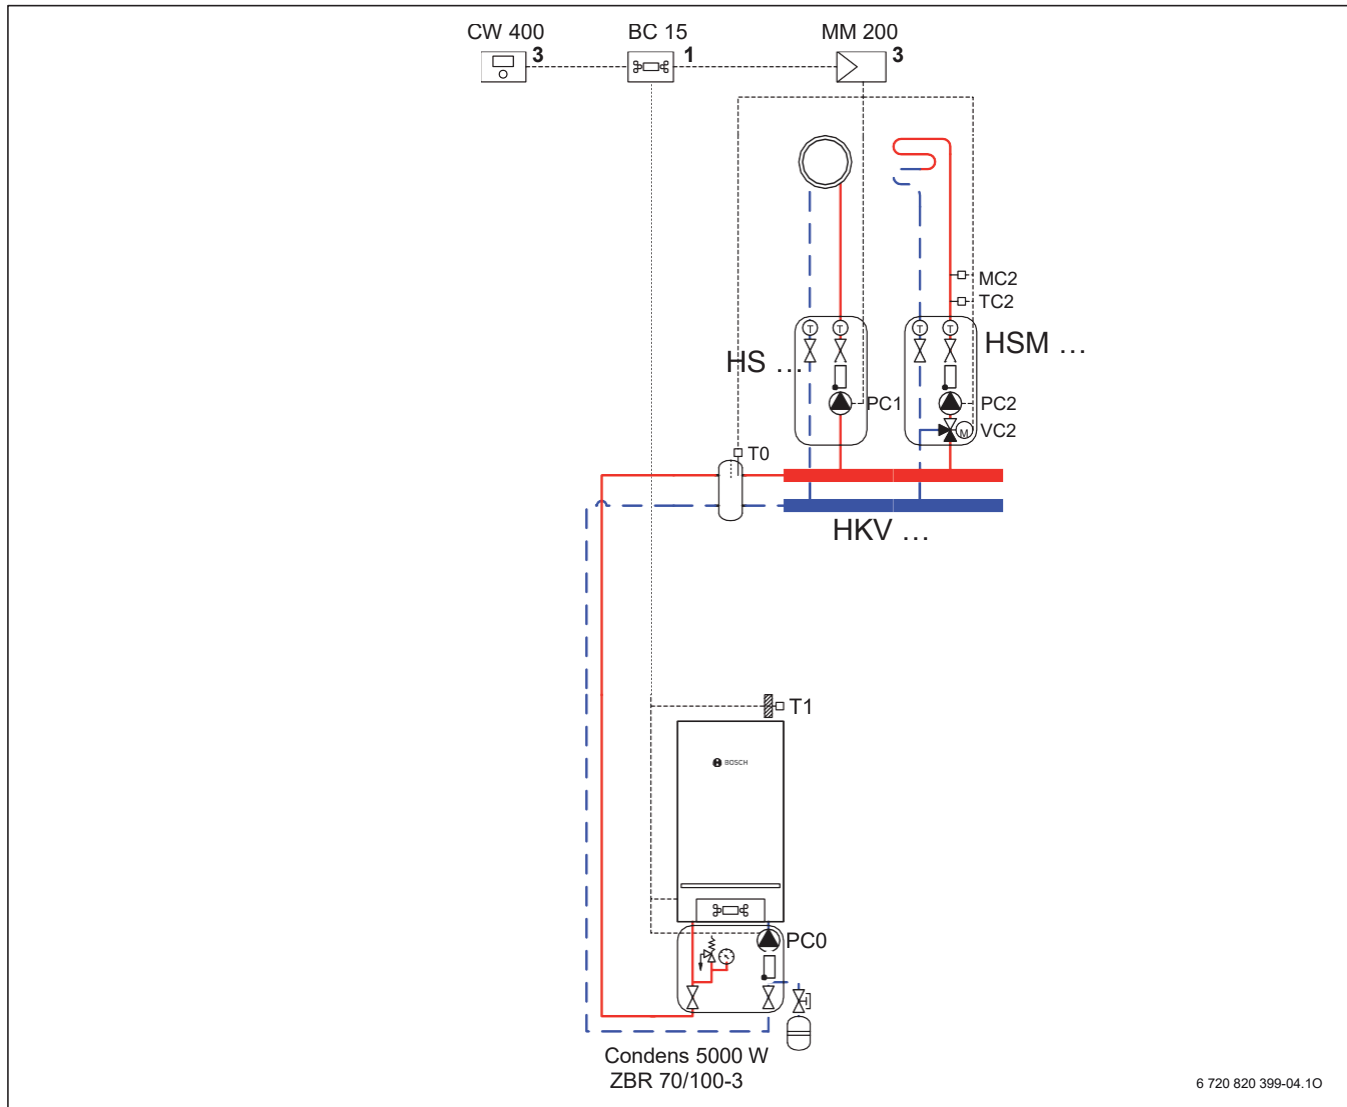 CW 400
3
BC 15
1
MM 200
3
MC2
TC2
T
T
T
T
HS ...
HSM ...
PC1
PC2
M
VC2
T0
HKV ...
T1
BOSCH
PC0
Condens 5000 W
ZBR 70/100-3
6 720 820 399-04.1O